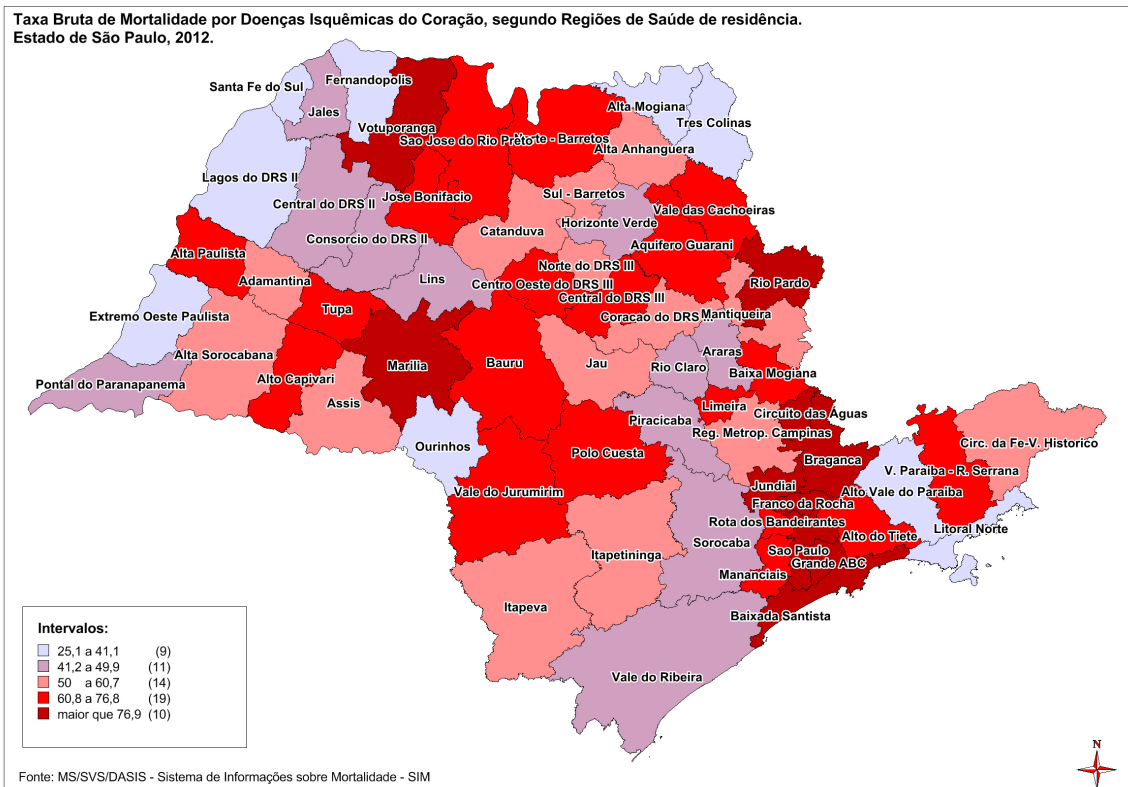 Taxa Bruta de Mortalidade por Doenças Isquêmicas do Coração, segundo Regiões de Saúde de residência.
Estado de São Paulo, 2012.
Santa Fe do Sul
Fernandopolis
Jales
Votuporanga
Sao Jose do Rio Preto
Norte - Barretos
Alta Mogiana
Tres Colinas
Alta Anhanguera
Lagos do DRS II
Central do DRS II
Jose Bonifacio
Sul - Barretos
Horizonte Verde
Vale das Cachoeiras
Consorcio do DRS II
Catanduva
Aquifero Guarani
Alta Paulista
Adamantina
Lins
Norte do DRS III
Centro Oeste do DRS III
Central do DRS III
Rio Pardo
Extremo Oeste Paulista
Tupa
Coracao do DRS
Mantiqueira
Alta Sorocabana
Marilia
Bauru
Jau
Rio Claro
Araras
Baixa Mogiana
Pontal do Paranapanema
Alto Capivari
Assis
Limeira
Circuito das Águas
Piracicaba
Reg. Metrop. Campinas
Circ. da Fe-V. Historico
Ourinhos
Polo Cuesta
Braganca
V. Paraiba - R. Serrana
Vale do Jurumirim
Jundiai
Alto Vale do Paraiba
Franco da Rocha
Rota dos Bandeirantes
Litoral Norte
Itapetininga
Sorocaba
Alto do Tiete
Sao Paulo
Grande ABC
Mananciais
Itapeva
Baixada Santista
Vale do Ribeira
Intervalos:
25,1 a 41,1 (9)
41,2 a 49,9 (11)
50 a 60,7 (14)
60,8 a 76,8 (19)
maior que 76,9 (10)
N
Fonte: MS/SVS/DASIS - Sistema de Informações sobre Mortalidade - SIM